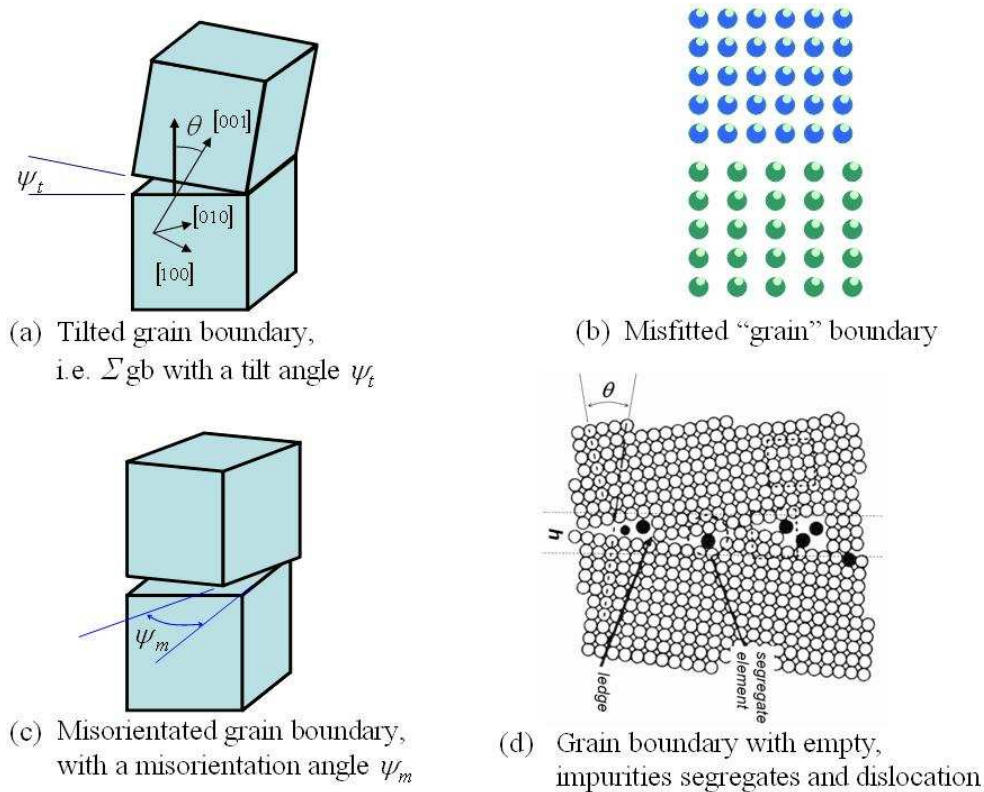 θ
[001]
ψt
[010]
[100]
(a) Tilted grain boundary,
i.e. Σ gb with a tilt angle ψt
(b) Misfitted “grain” boundary
ψm
(c) Misorientated grain boundary,
with a misorientation angle ψm
θ
h
ledge
segregate
element
(d) Grain boundary with empty,
impurities segregates and dislocation